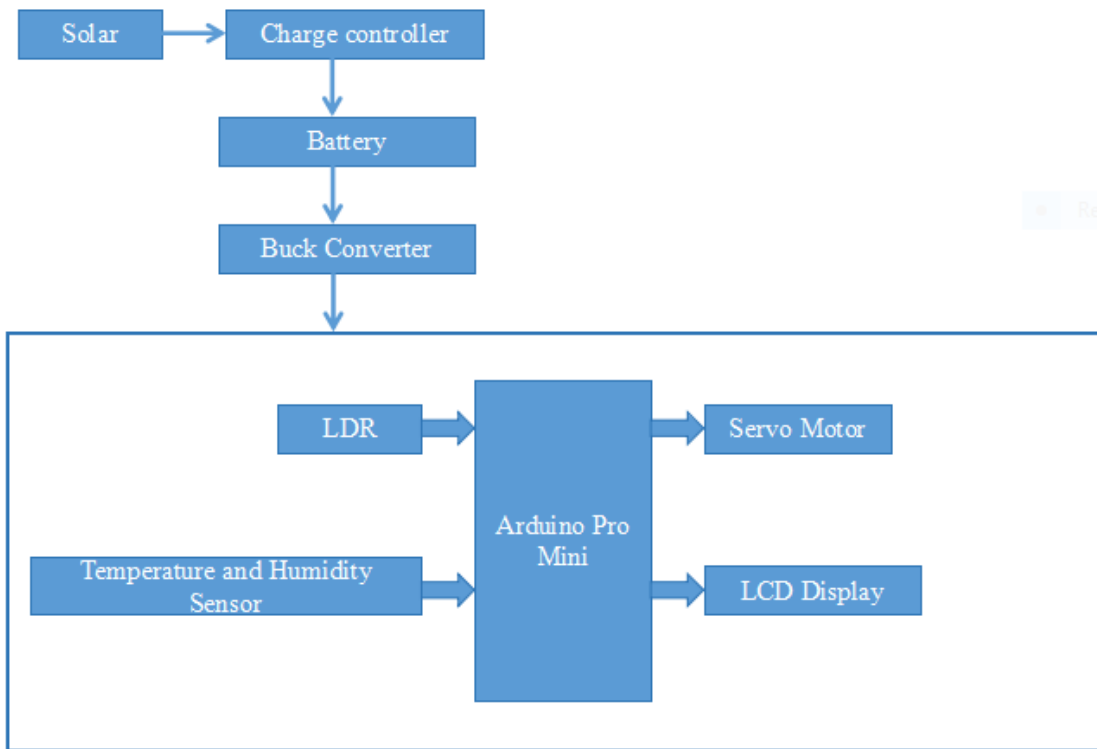 Solar
Charge controller
Battery
Buck Converter
LDR
Servo Motor
Arduino Pro
Mini
Temperature and Humidity
Sensor
LCD Display